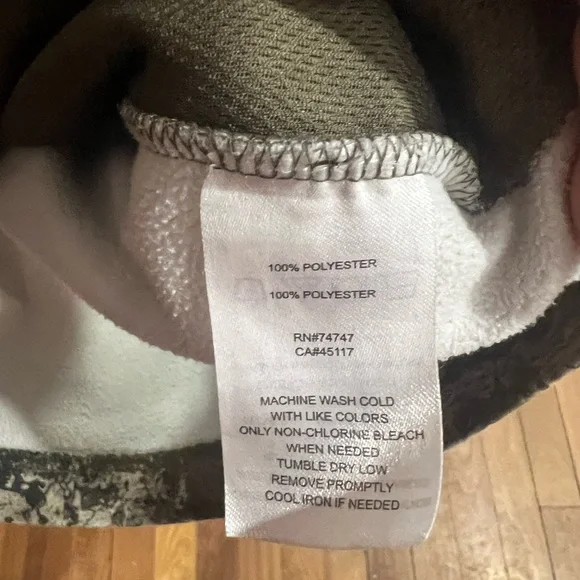 100% POLYESTER
100% POLYESTER
RN#74747
CA#45117
MACHINE WASH COLD
WITH LIKE COLORS
ONLY NON-CHLORINE BLEACH
WHEN NEEDED
TUMBLE DRY LOW
REMOVE PROMPTLY
COOL IRON IF NEEDED